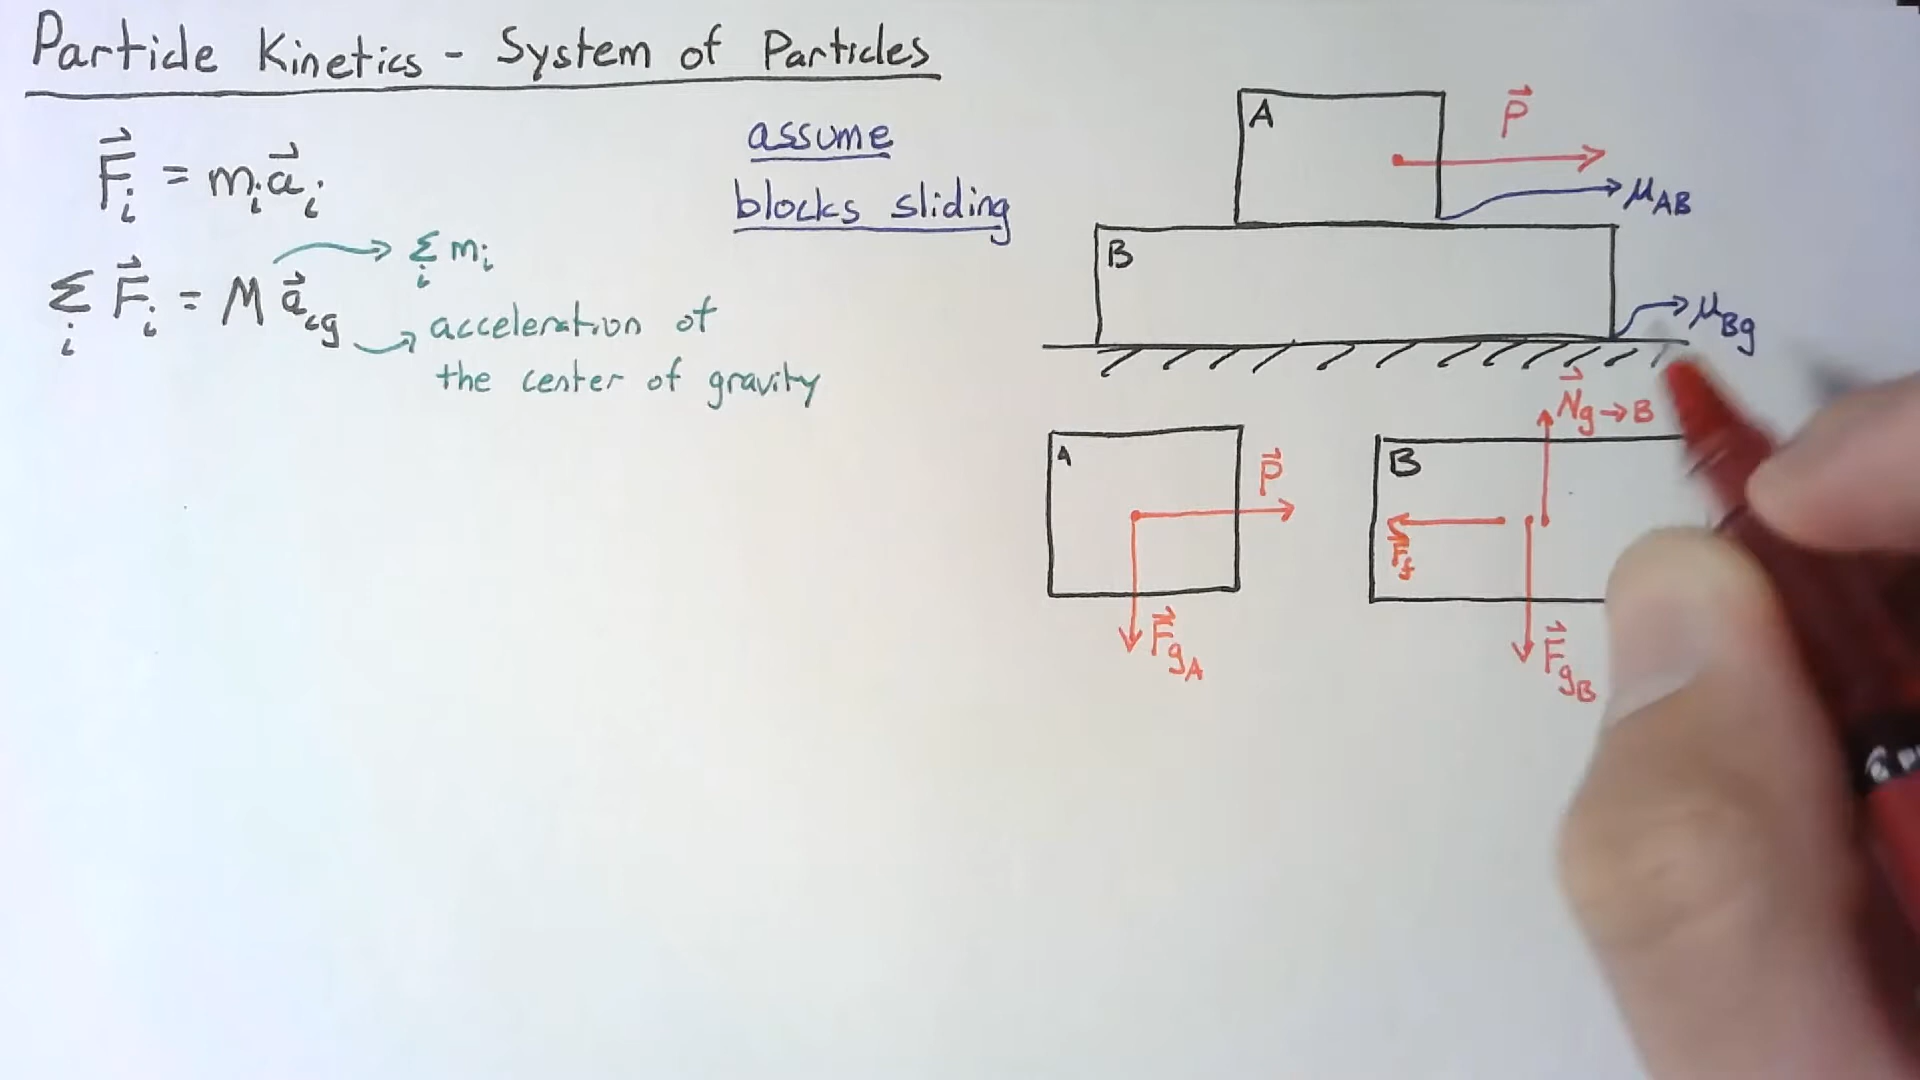 Particle Kinetics - System of Particles
F⃗ᵢ = mᵢa⃗ᵢ
Σᵢ F⃗ᵢ = M a⃗cg
Σᵢ mᵢ
acceleration of
the center of gravity
assume
blocks sliding
A
P⃗
μAB
B
μBg
A
P⃗
F⃗gA
B
N⃗g→B
Ff
F⃗gB